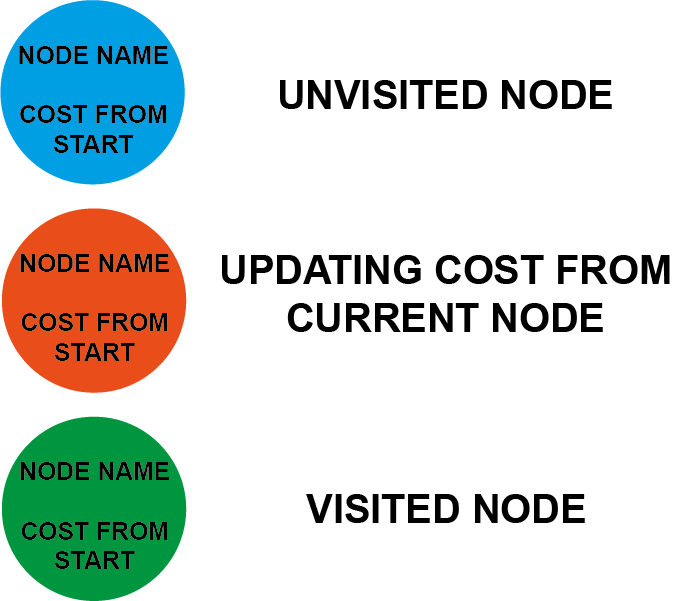 NODE NAME
COST FROM
START
UNVISITED NODE
NODE NAME
COST FROM
START
UPDATING COST FROM
CURRENT NODE
NODE NAME
COST FROM
START
VISITED NODE